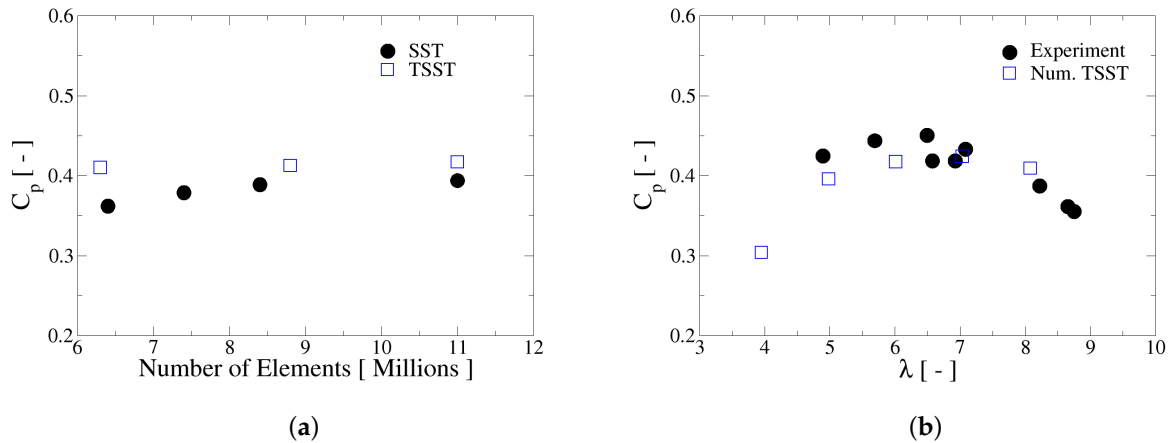 0.6
0.5
0.4
0.3
0.2
C_p [ - ]
SST
TSST
6 7 8 9 10 11 12
Number of Elements [ Millions ]
(a)
0.6
0.5
0.4
0.3
0.2
C_p [ - ]
Experiment
Num. TSST
3 4 5 6 7 8 9 10
λ [ - ]
(b)